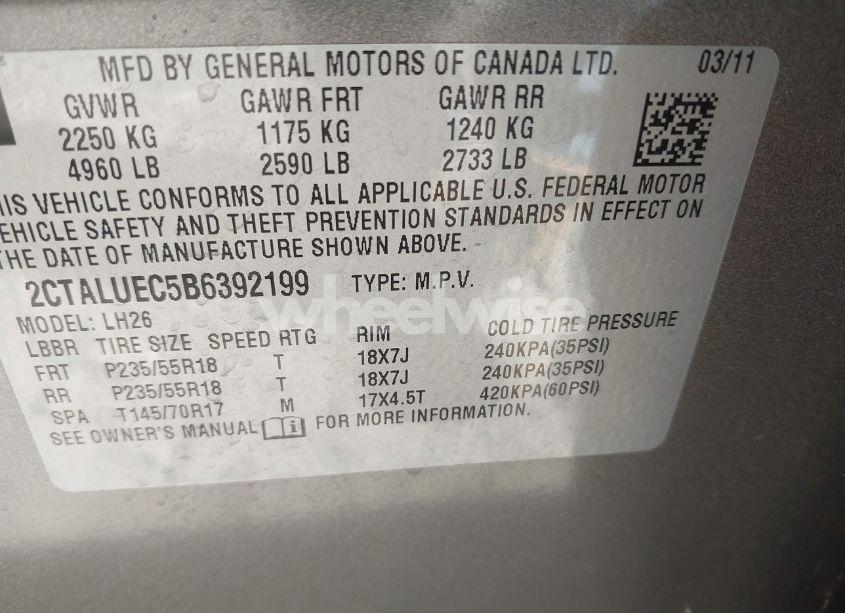 MFD BY GENERAL MOTORS OF CANADA LTD. 03/11
GVWR GAWR FRT GAWR RR
2250 KG 1175 KG 1240 KG
4960 LB 2590 LB 2733 LB
HIS VEHICLE CONFORMS TO ALL APPLICABLE U.S. FEDERAL MOTOR
EHICLE SAFETY AND THEFT PREVENTION STANDARDS IN EFFECT ON
THE DATE OF MANUFACTURE SHOWN ABOVE.
2CTALUEC5B6392199 TYPE: M.P.V.
wheelwise
MODEL: LH26
LBBR TIRE SIZE SPEED RTG RIM COLD TIRE PRESSURE
FRT P235/55R18 T 18X7J 240KPA(35PSI)
RR P235/55R18 T 18X7J 240KPA(35PSI)
SPA T145/70R17 M 17X4.5T 420KPA(60PSI)
SEE OWNER'S MANUAL i FOR MORE INFORMATION.